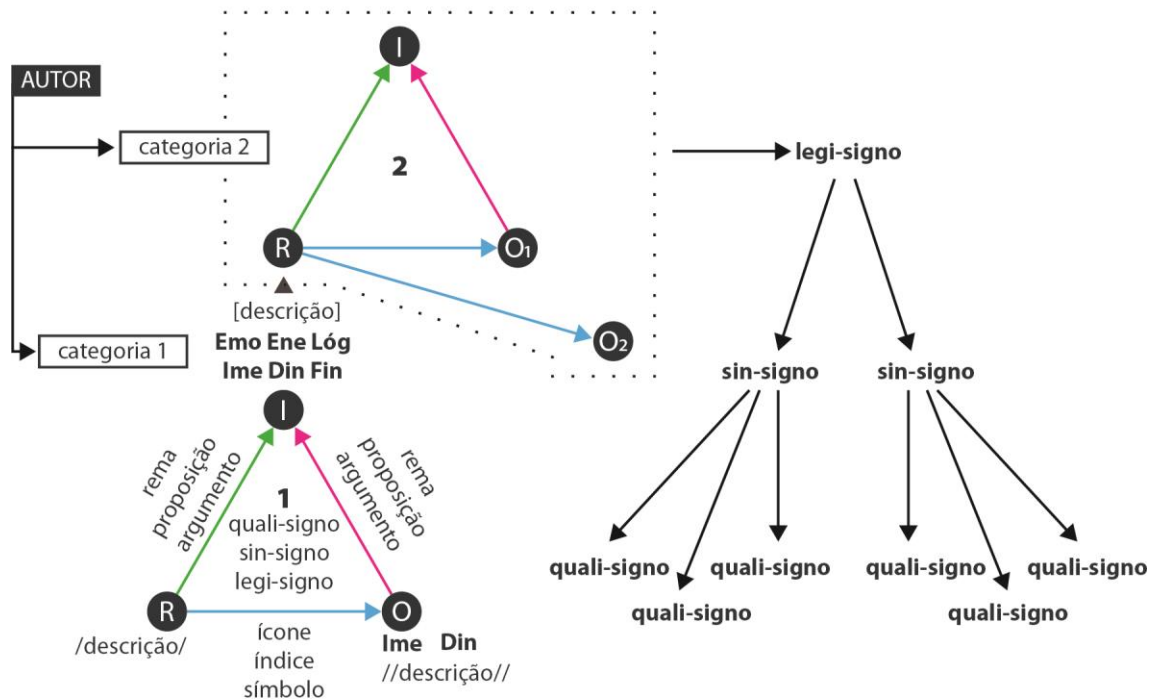 AUTOR
categoria 2
categoria 1
I
2
R
O1
O2
[descrição]
Emo Ene Lóg
Ime Din Fin
I
rema
proposição
argumento
rema
proposição
argumento
1
quali-signo
sin-signo
legi-signo
R
O
/descrição/
ícone
índice
símbolo
Ime Din
//descrição//
legi-signo
sin-signo
sin-signo
quali-signo
quali-signo
quali-signo
quali-signo
quali-signo
quali-signo